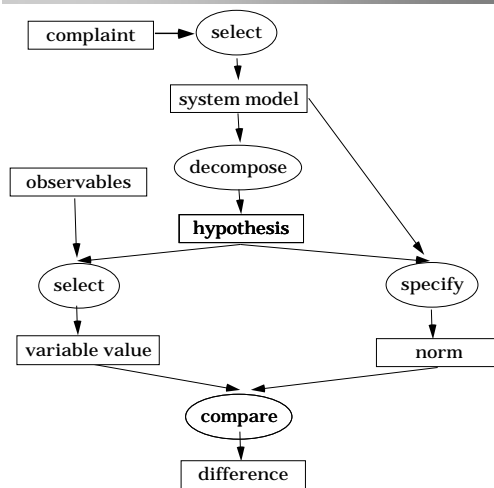 complaint
select
system model
decompose
observables
hypothesis
select
specify
variable value
norm
compare
difference